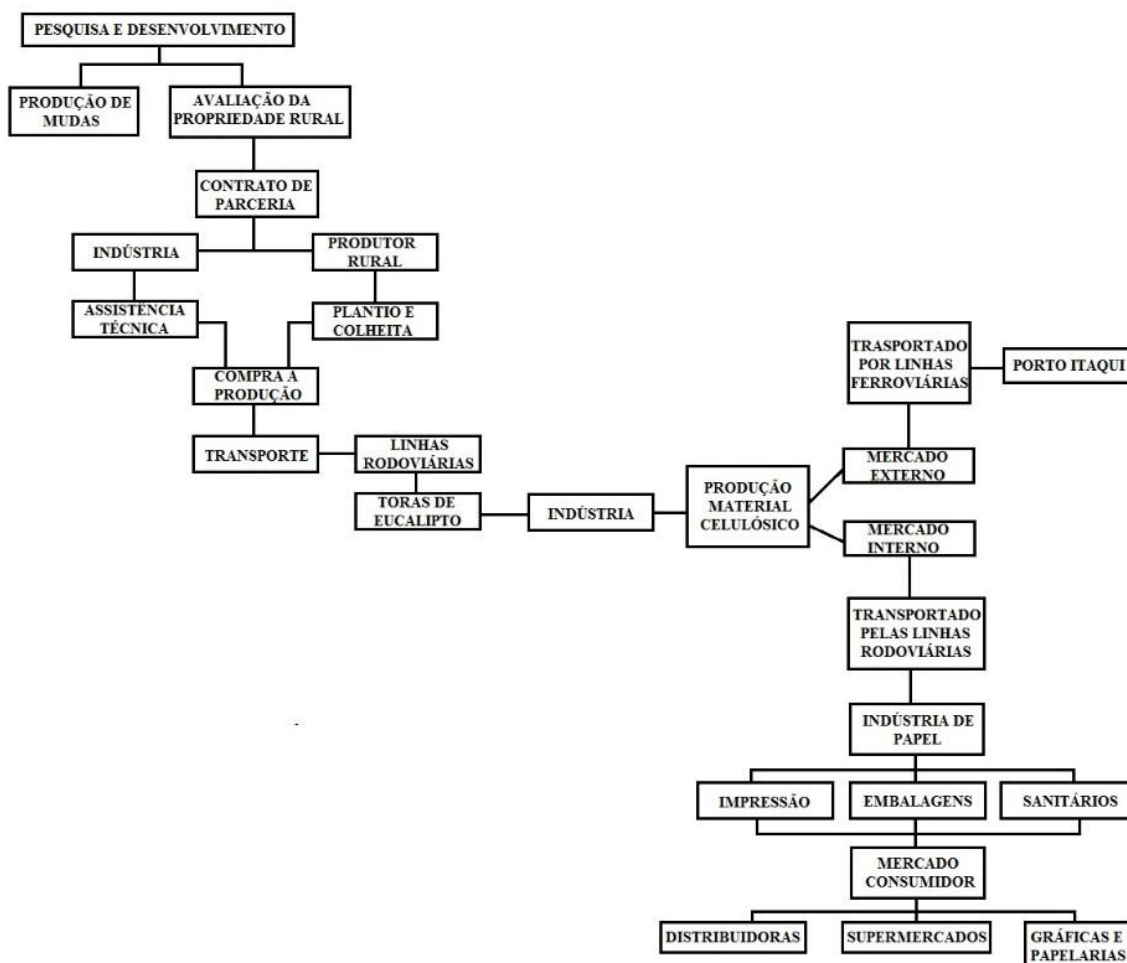 PESQUISA E DESENVOLVIMENTO
PRODUÇÃO DE
MUDAS
AVALIAÇÃO DA
PROPRIEDADE RURAL
CONTRATO DE
PARCERIA
INDÚSTRIA
PRODUTOR
RURAL
ASSISTÊNCIA
TÉCNICA
PLANTIO E
COLHEITA
COMPRA A
PRODUÇÃO
TRANSPORTE
LINHAS
RODOVIÁRIAS
TORAS DE
EUCALIPTO
INDÚSTRIA
PRODUÇÃO
MATERIAL
CELULÓSICO
MERCADO
EXTERNO
TRASPORTADO
POR LINHAS
FERROVIÁRIAS
PORTO ITAQUI
MERCADO
INTERNO
TRANSPORTADO
PELAS LINHAS
RODOVIÁRIAS
INDÚSTRIA DE
PAPEL
IMPRESSÃO
EMBALAGENS
SANITÁRIOS
MERCADO
CONSUMIDOR
DISTRIBUIDORAS
SUPERMERCADOS
GRÁFICAS E
PAPELARIAS